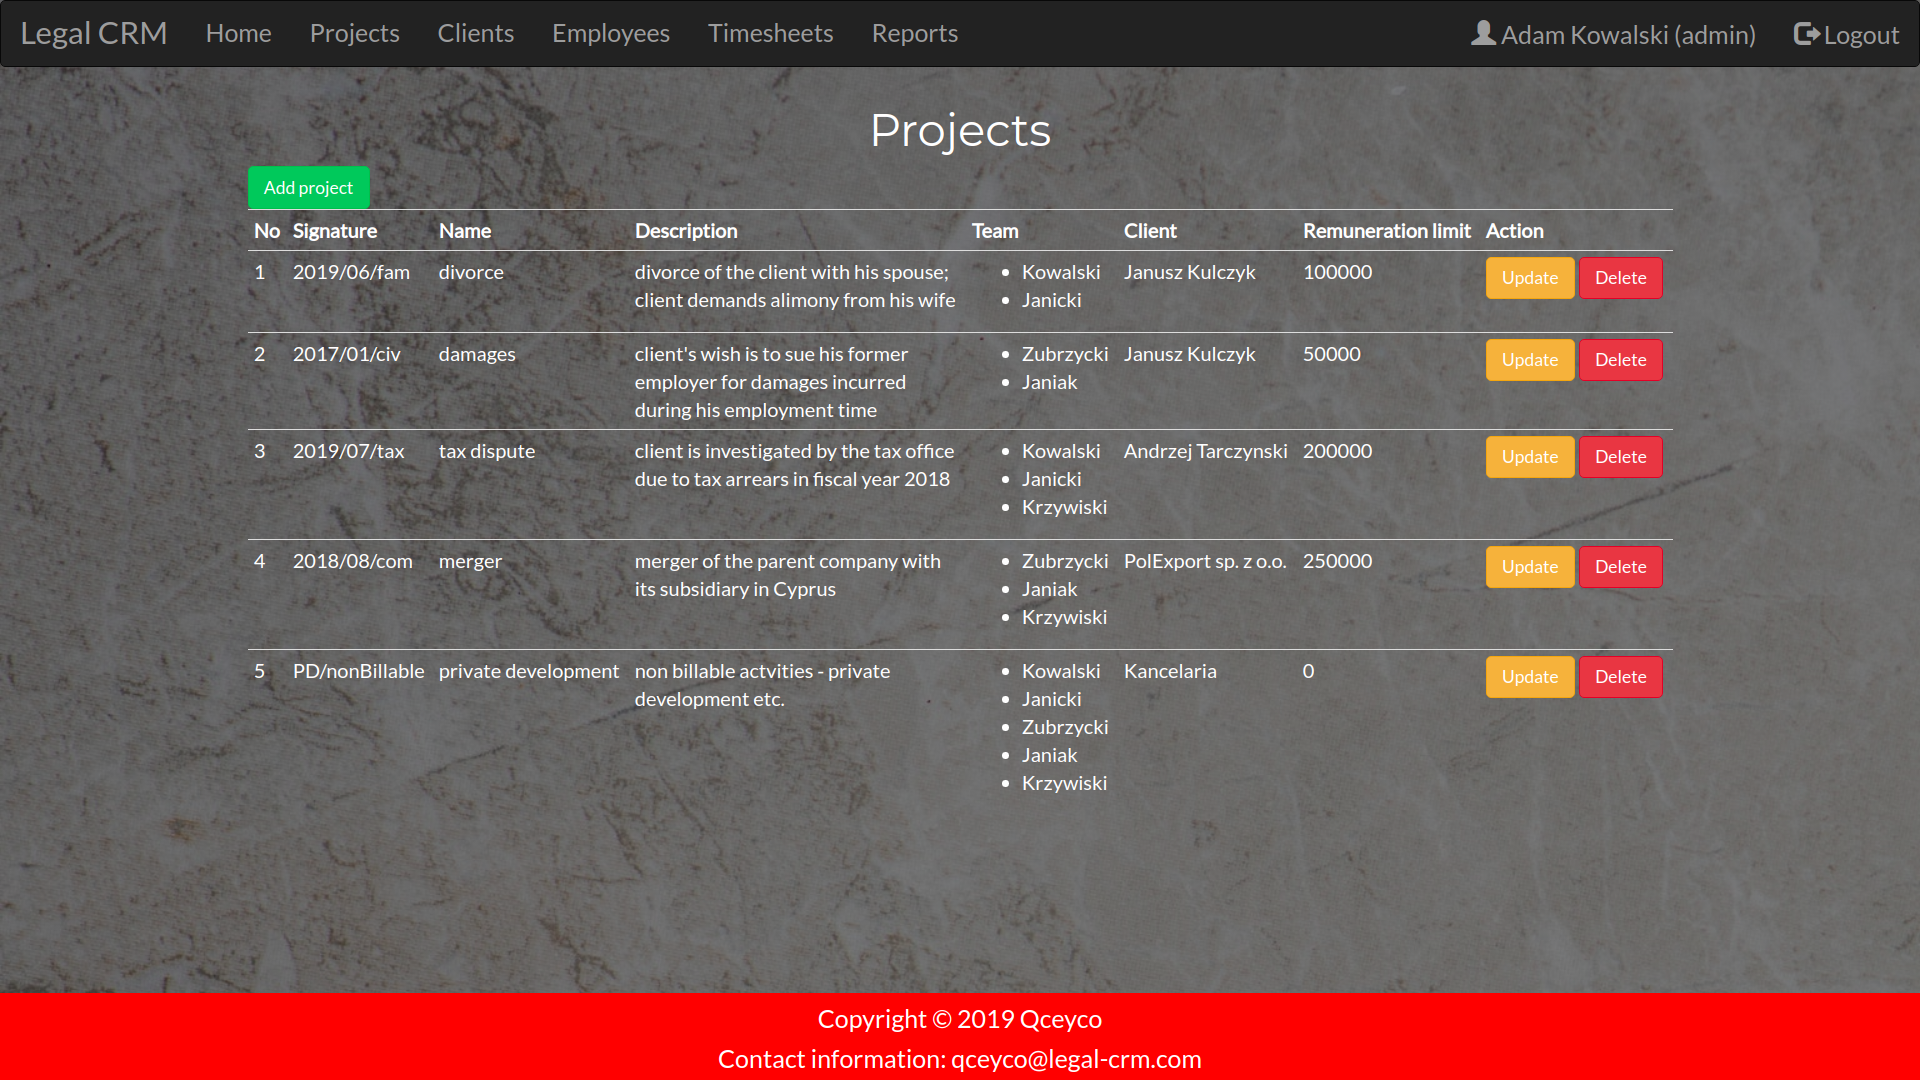 Legal CRM Home Projects Clients Employees Timesheets Reports Adam Kowalski (admin) Logout
Projects
Add project
No Signature Name Description Team Client Remuneration limit Action
1 2019/06/fam divorce divorce of the client with his spouse; • Kowalski Janusz Kulczyk 100000 Update Delete
client demands alimony from his wife • Janicki
2 2017/01/civ damages client's wish is to sue his former • Zubrzycki Janusz Kulczyk 50000 Update Delete
employer for damages incurred • Janiak
during his employment time
3 2019/07/tax tax dispute client is investigated by the tax office • Kowalski Andrzej Tarczynski 200000 Update Delete
due to tax arrears in fiscal year 2018 • Janicki
• Krzywiski
4 2018/08/com merger merger of the parent company with • Zubrzycki PolExport sp. z o.o. 250000 Update Delete
its subsidiary in Cyprus • Janiak
• Krzywiski
5 PD/nonBillable private development non billable actvities - private • Kowalski Kancelaria 0 Update Delete
development etc. • Janicki
• Zubrzycki
• Janiak
• Krzywiski
Copyright © 2019 Qceyco
Contact information: qceyco@legal-crm.com